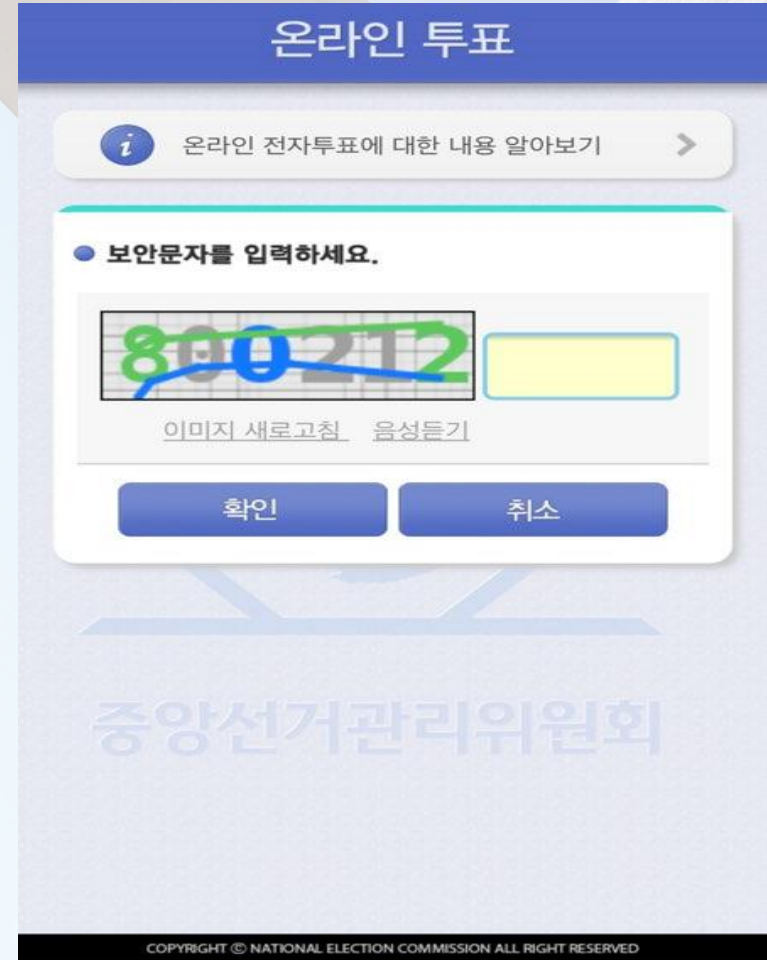 온라인 투표
온라인 전자투표에 대한 내용 알아보기
보안문자를 입력하세요.
800212
이미지 새로고침 음성듣기
확인 취소
중앙선거관리위원회
COPYRIGHT © NATIONAL ELECTION COMMISSION ALL RIGHT RESERVED